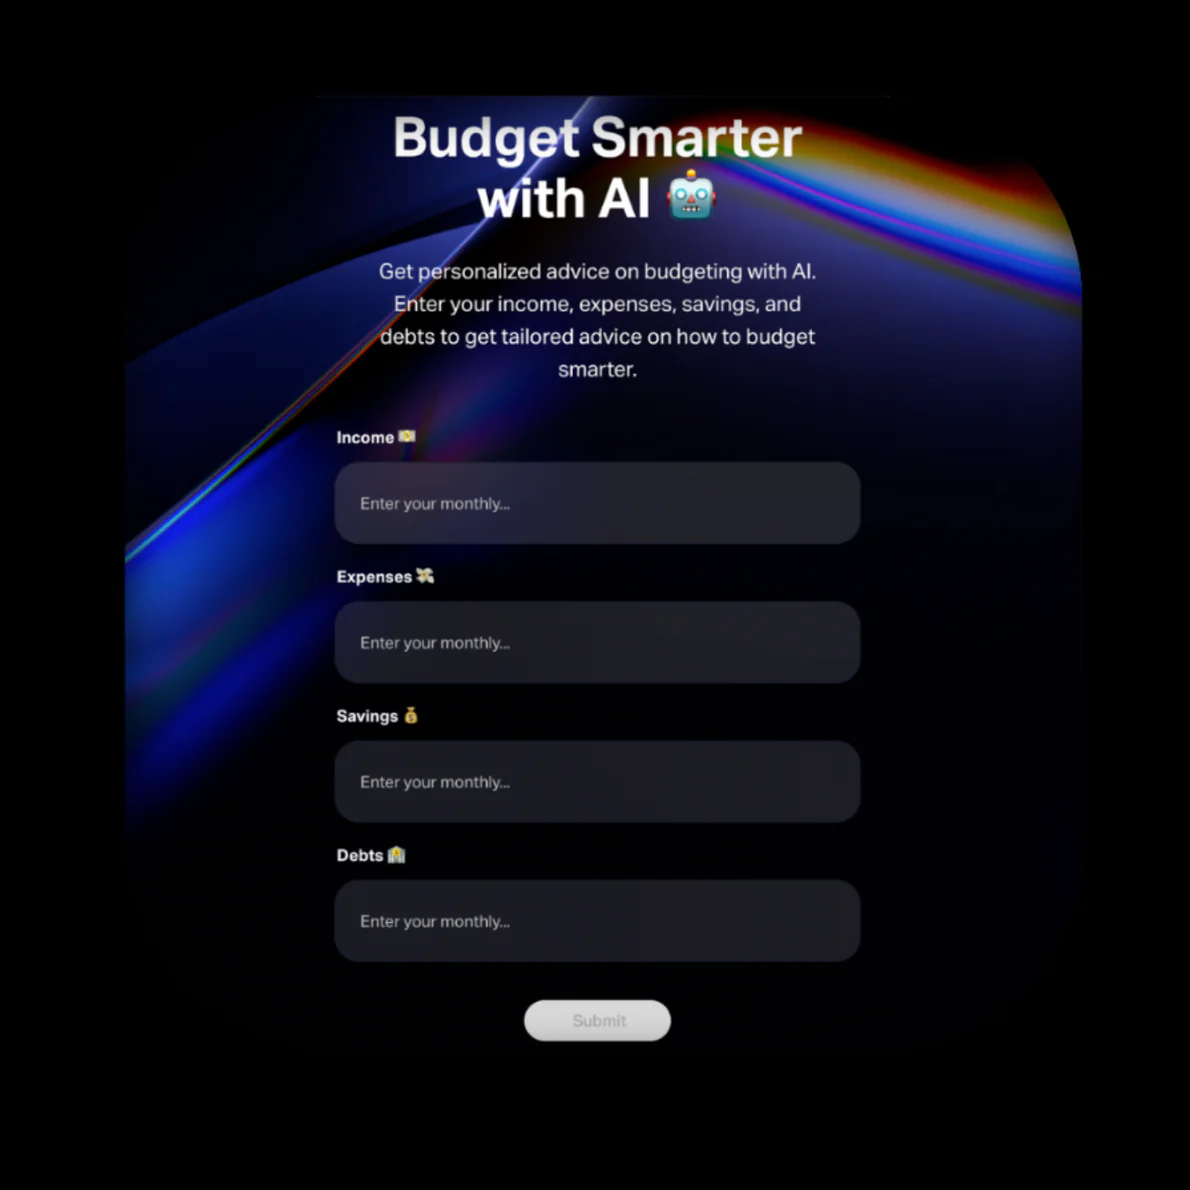 Budget Smarter
with AI 🤖
Get personalized advice on budgeting with AI.
Enter your income, expenses, savings, and
debts to get tailored advice on how to budget
smarter.
Income 💴
Enter your monthly...
Expenses 💸
Enter your monthly...
Savings 💰
Enter your monthly...
Debts 🏦
Enter your monthly...
Submit